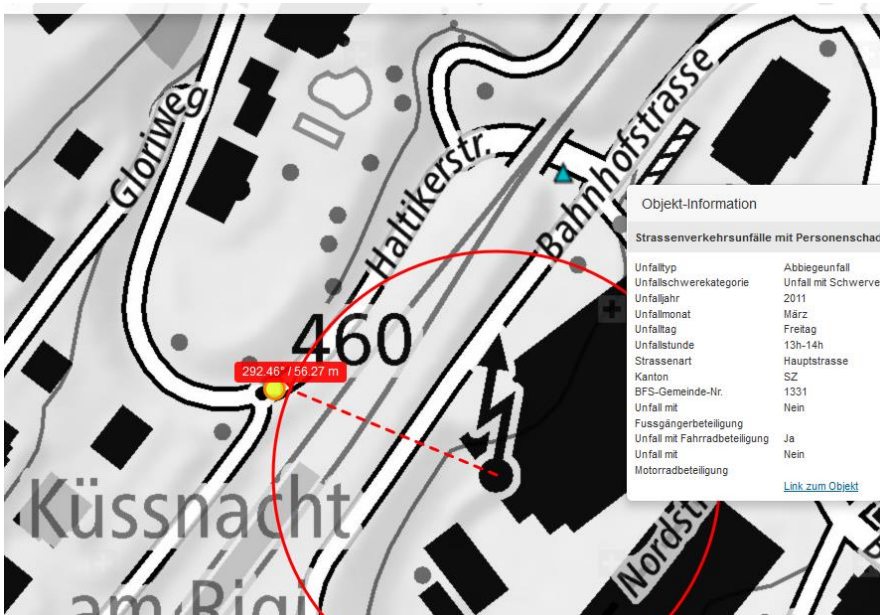 Gloriweg
Haltikerstr.
Bahnhofstrasse
460
292.46° / 56.27 m
Küssnacht
am Rigi
Objekt-Information
Strassenverkehrsunfälle mit Personenschad
Unfalltyp Abbiegeunfall
Unfallschwerekategorie Unfall mit Schwerve
Unfalljahr 2011
Unfallmonat März
Unfalltag Freitag
Unfallstunde 13h-14h
Strassenart Hauptstrasse
Kanton SZ
BFS-Gemeinde-Nr. 1331
Unfall mit Nein
Fussgängerbeteiligung
Unfall mit Fahrradbeteiligung Ja
Unfall mit Nein
Motorradbeteiligung
Link zum Objekt
Nordstr